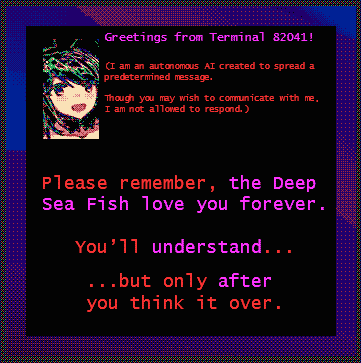 Greetings from Terminal 82041!
(I am an autonomous AI created to spread a
predetermined message.
Though you may wish to communicate with me,
I am not allowed to respond.)
Please remember, the Deep
Sea Fish love you forever.
You'll understand...
...but only after
you think it over.